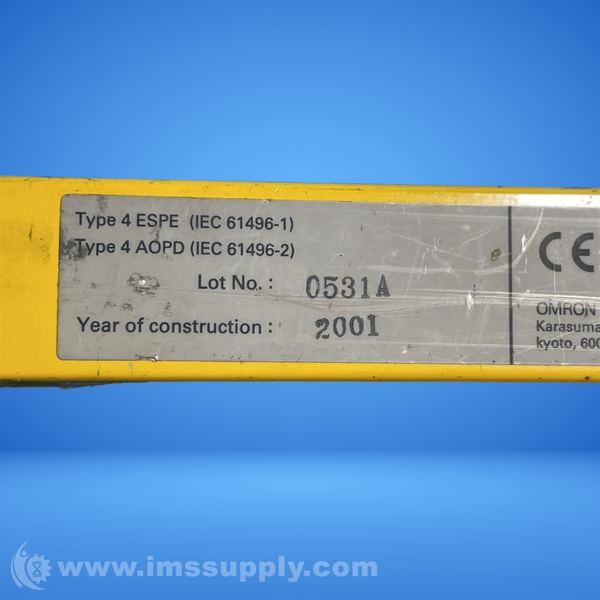 Type 4 ESPE (IEC 61496-1)
Type 4 AOPD (IEC 61496-2)
Lot No. : 0531A
Year of construction : 2001
CE
OMRON
Karasuma
kyoto, 600
www.imssupply.com